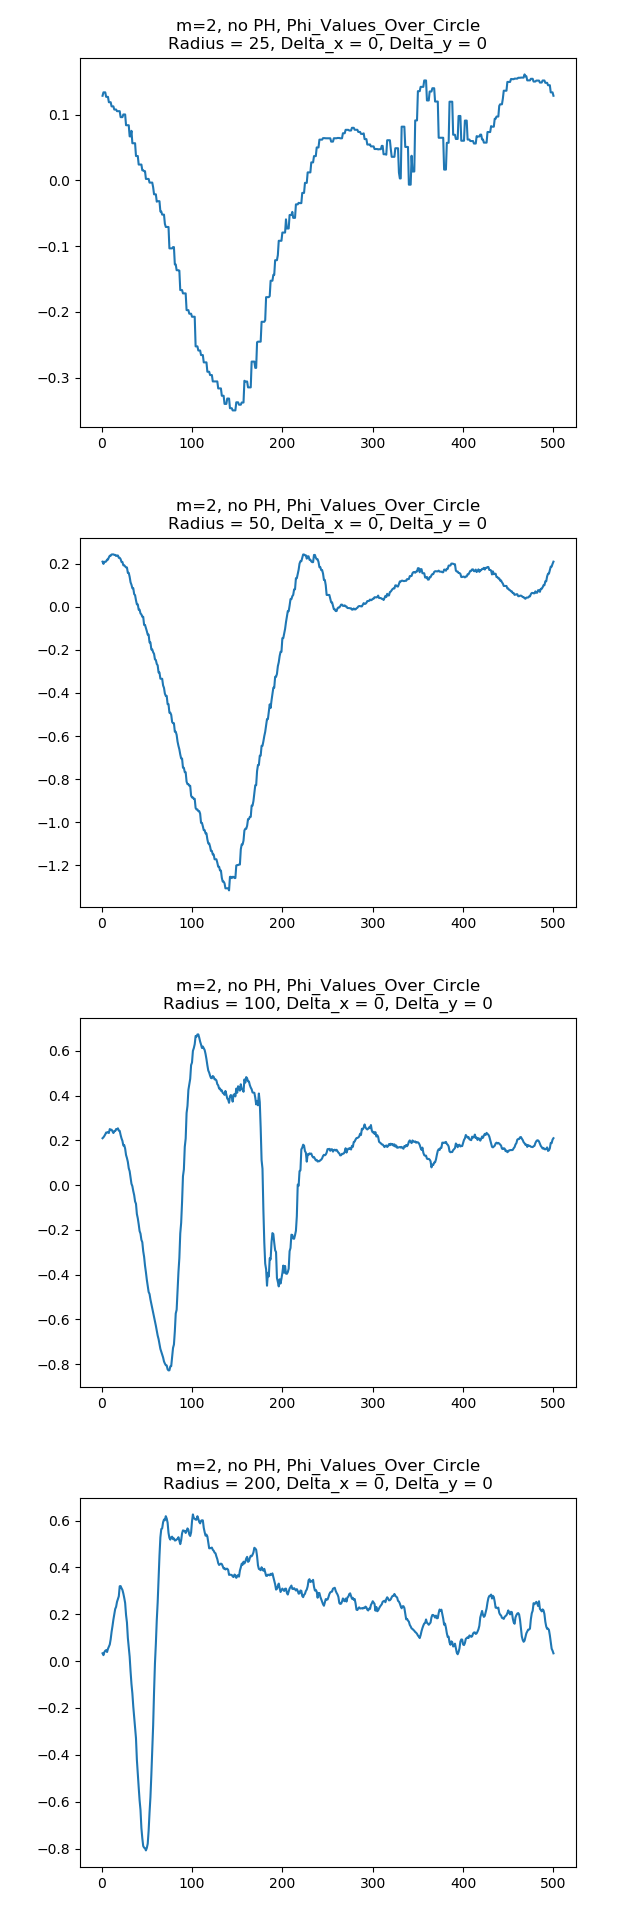 m=2, no PH, Phi_Values_Over_Circle
Radius = 25, Delta_x = 0, Delta_y = 0
0.1
0.0
−0.1
−0.2
−0.3
0 100 200 300 400 500
m=2, no PH, Phi_Values_Over_Circle
Radius = 50, Delta_x = 0, Delta_y = 0
0.2
0.0
−0.2
−0.4
−0.6
−0.8
−1.0
−1.2
0 100 200 300 400 500
m=2, no PH, Phi_Values_Over_Circle
Radius = 100, Delta_x = 0, Delta_y = 0
0.6
0.4
0.2
0.0
−0.2
−0.4
−0.6
−0.8
0 100 200 300 400 500
m=2, no PH, Phi_Values_Over_Circle
Radius = 200, Delta_x = 0, Delta_y = 0
0.6
0.4
0.2
0.0
−0.2
−0.4
−0.6
−0.8
0 100 200 300 400 500